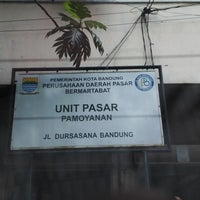 PEMERINTAH KOTA BANDUNG
PERUSAHAAN DAERAH PASAR
BERMARTABAT
UNIT PASAR
PAMOYANAN
JL DURSASANA BANDUNG